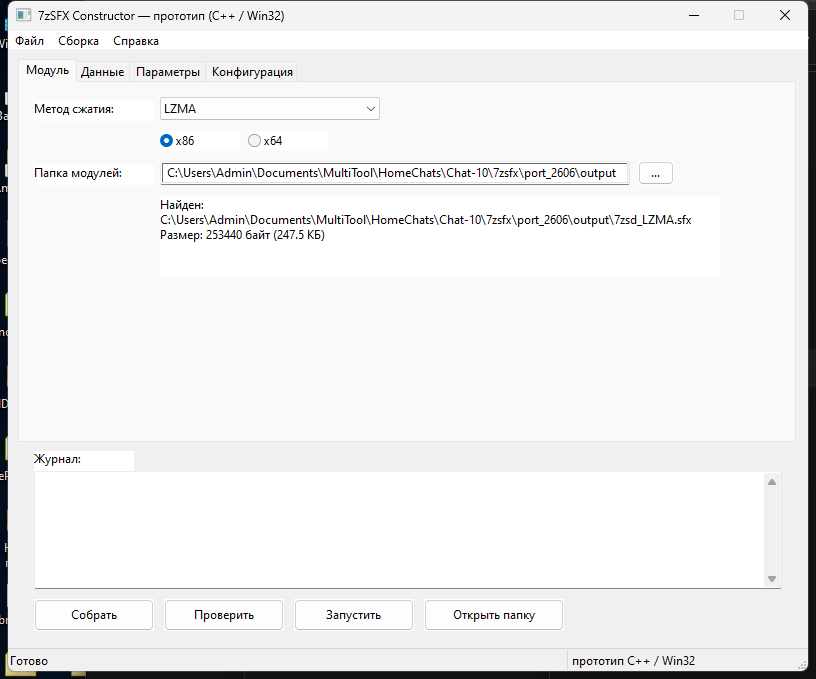 7zSFX Constructor — прототип (C++ / Win32)
Файл Сборка Справка
Модуль Данные Параметры Конфигурация
Метод сжатия: LZMA
x86 x64
Папка модулей: C:\Users\Admin\Documents\MultiTool\HomeChats\Chat-10\7zsfx\port_2606\output ...
Найден:
C:\Users\Admin\Documents\MultiTool\HomeChats\Chat-10\7zsfx\port_2606\output\7zsd_LZMA.sfx
Размер: 253440 байт (247.5 КБ)
Журнал:
Собрать Проверить Запустить Открыть папку
Готово прототип C++ / Win32